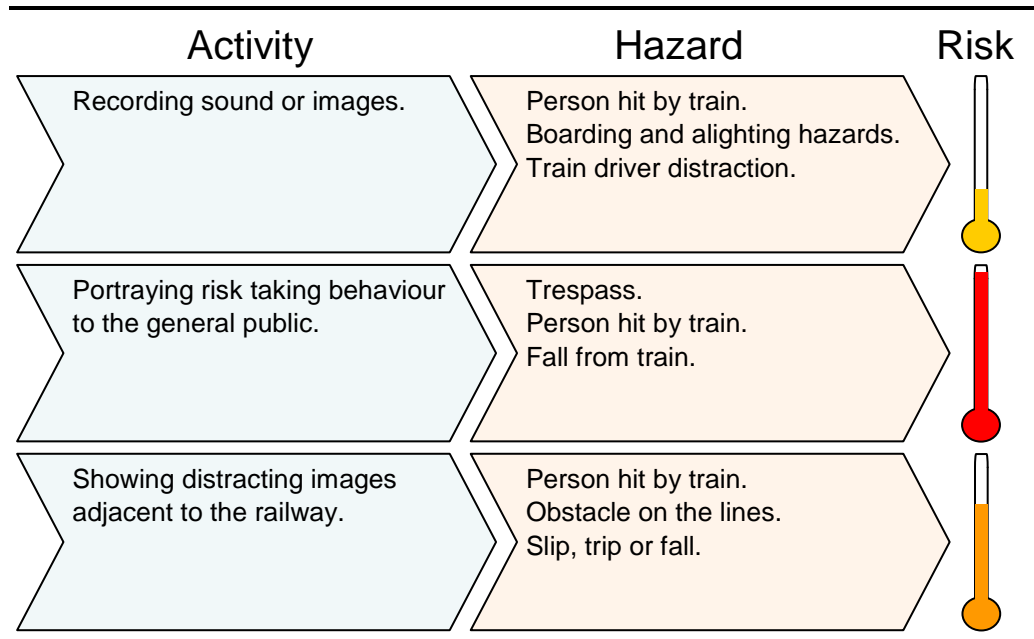 Activity Hazard Risk
Recording sound or images.
Person hit by train.
Boarding and alighting hazards.
Train driver distraction.
Portraying risk taking behaviour
to the general public.
Trespass.
Person hit by train.
Fall from train.
Showing distracting images
adjacent to the railway.
Person hit by train.
Obstacle on the lines.
Slip, trip or fall.